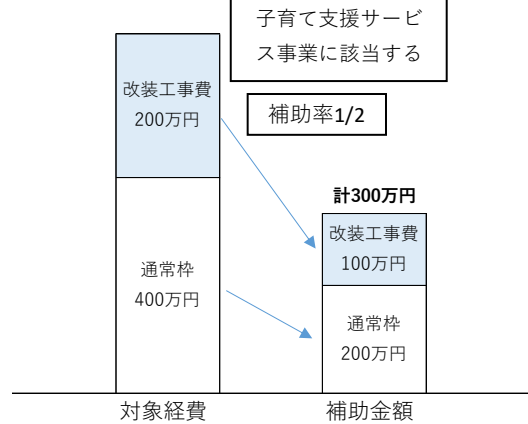 子育て支援サービ
ス事業に該当する
補助率1/2
改装工事費
200万円
通常枠
400万円
計300万円
改装工事費
100万円
通常枠
200万円
対象経費
補助金額